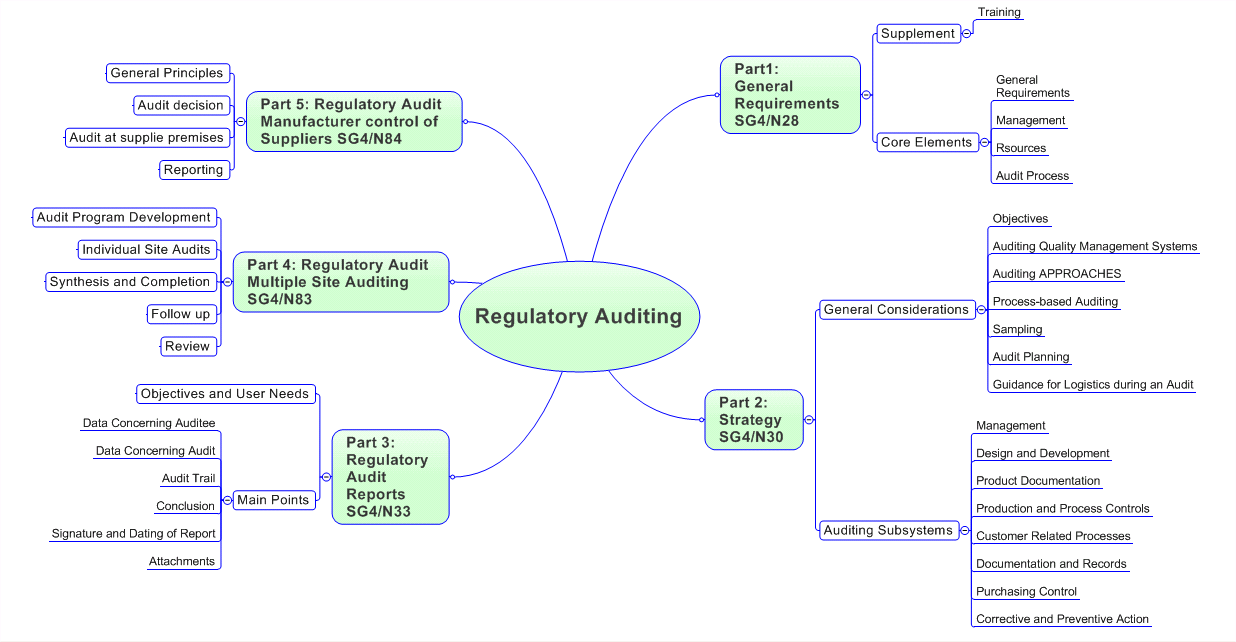 Regulatory Auditing
Part1:
General
Requirements
SG4/N28
Supplement
Training
Core Elements
General
Requirements
Management
Rsources
Audit Process
Part 2:
Strategy
SG4/N30
General Considerations
Objectives
Auditing Quality Management Systems
Auditing APPROACHES
Process-based Auditing
Sampling
Audit Planning
Guidance for Logistics during an Audit
Auditing Subsystems
Management
Design and Development
Product Documentation
Production and Process Controls
Customer Related Processes
Documentation and Records
Purchasing Control
Corrective and Preventive Action
Part 3:
Regulatory
Audit
Reports
SG4/N33
Objectives and User Needs
Main Points
Data Concerning Auditee
Data Concerning Audit
Audit Trail
Conclusion
Signature and Dating of Report
Attachments
Part 4: Regulatory Audit
Multiple Site Auditing
SG4/N83
Audit Program Development
Individual Site Audits
Synthesis and Completion
Follow up
Review
Part 5: Regulatory Audit
Manufacturer control of
Suppliers SG4/N84
General Principles
Audit decision
Audit at supplie premises
Reporting